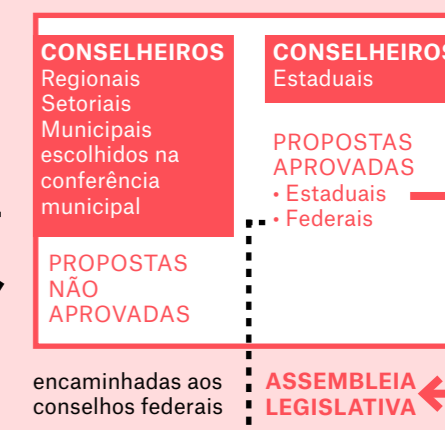 CONSELHEIROS
Regionais
Setoriais
Municipais
escolhidos na
conferência
municipal
PROPOSTAS
NÃO
APROVADAS
encaminhadas aos
conselhos federais
CONSELHEIROS
Estaduais
PROPOSTAS
APROVADAS
• Estaduais
• Federais
ASSEMBLEIA
LEGISLATIVA